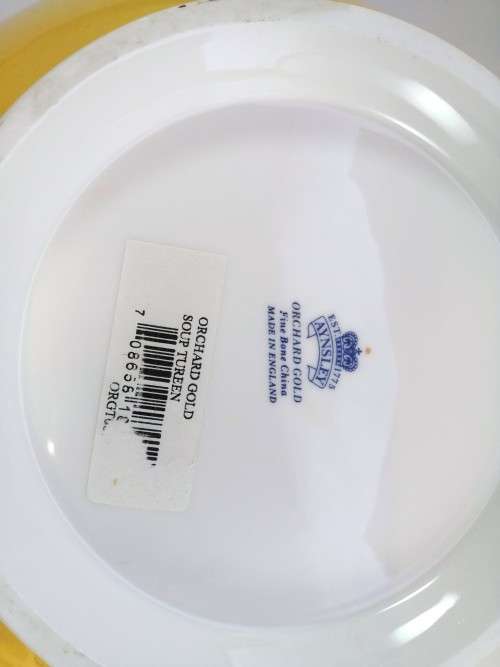 EST 1775
AYNSLEY
ORCHARD GOLD
Fine Bone China
MADE IN ENGLAND
ORCHARD GOLD
SOUP TUREEN